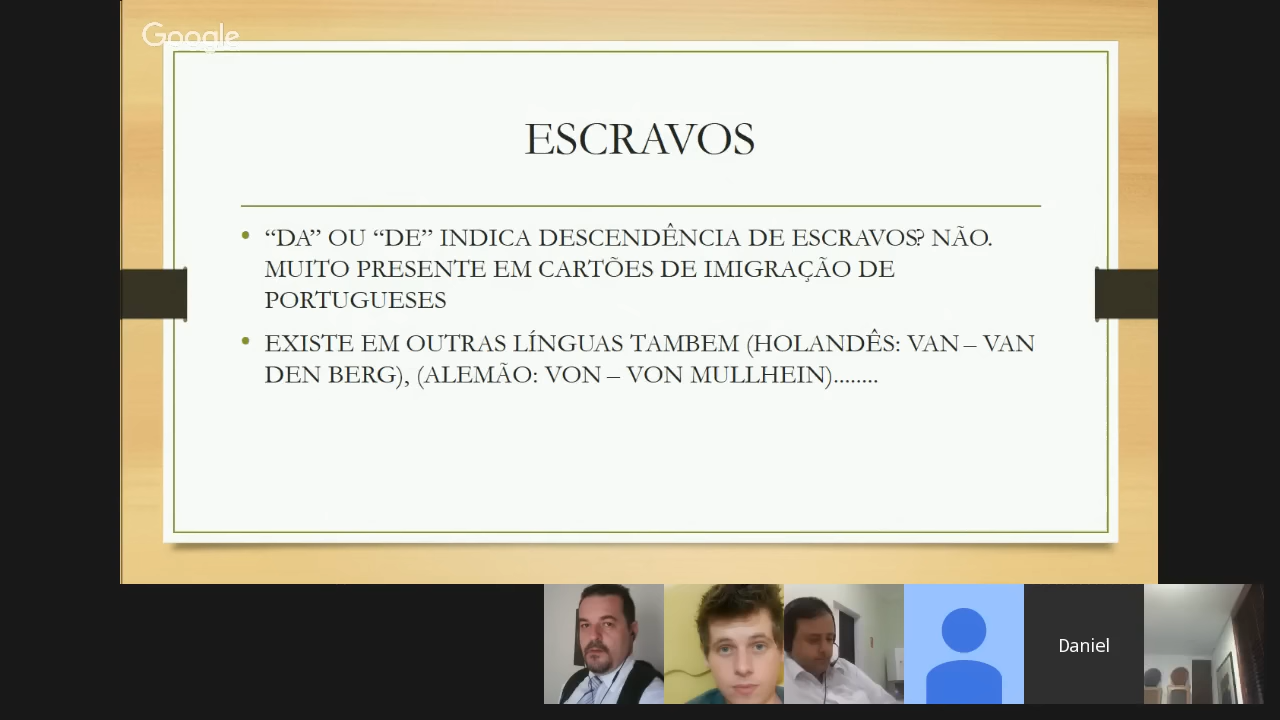 Google
ESCRAVOS
• “DA” OU “DE” INDICA DESCENDÊNCIA DE ESCRAVOS? NÃO.
MUITO PRESENTE EM CARTÕES DE IMIGRAÇÃO DE
PORTUGUESES
• EXISTE EM OUTRAS LÍNGUAS TAMBEM (HOLANDÊS: VAN – VAN
DEN BERG), (ALEMÃO: VON – VON MULLHEIN)........
Daniel